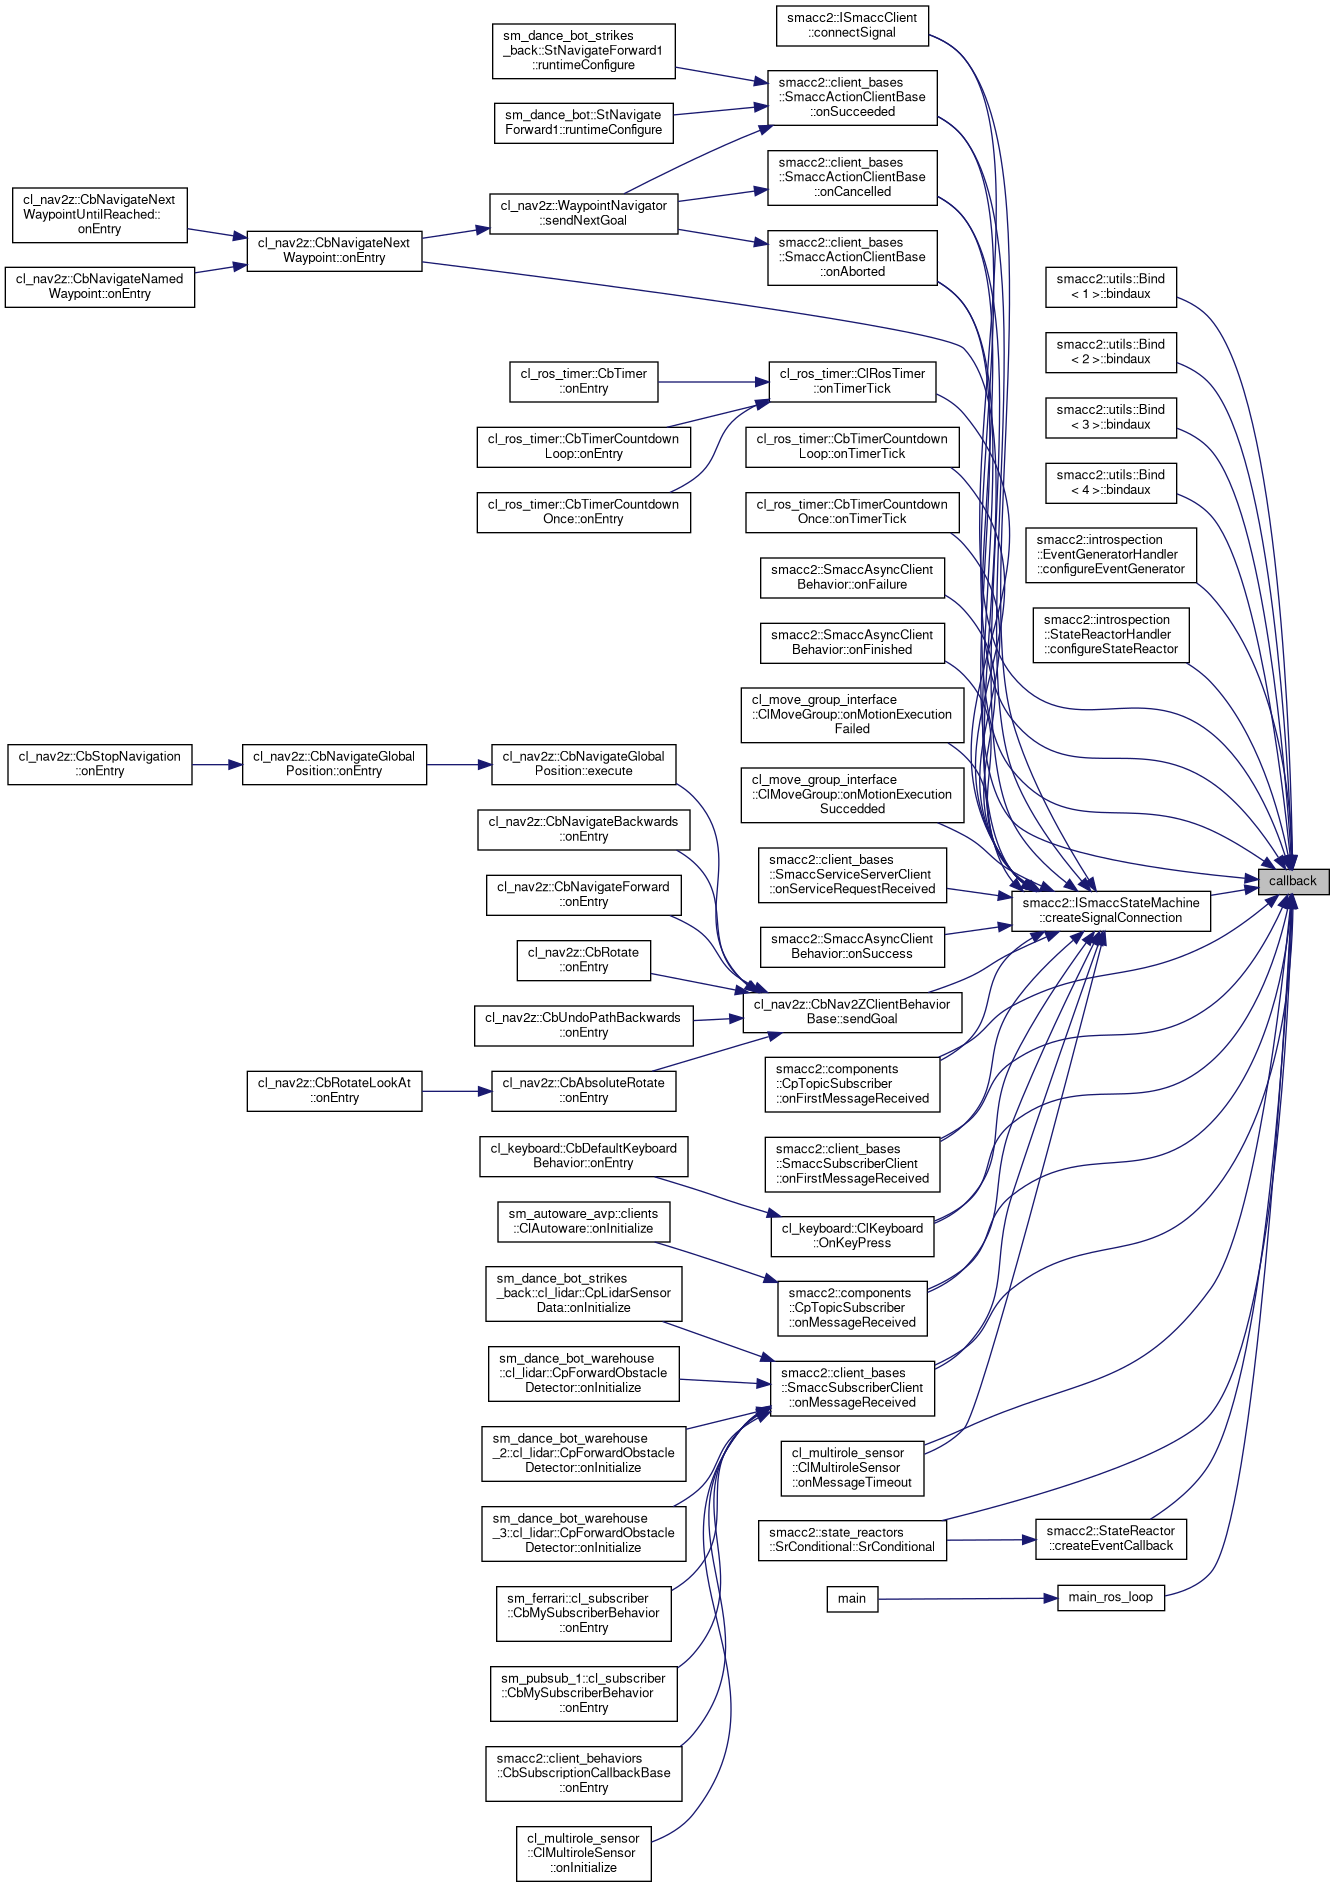 smacc2::ISmaccClient
::connectSignal
sm_dance_bot_strikes
_back::StNavigateForward1
::runtimeConfigure
smacc2::client_bases
::SmaccActionClientBase
::onSucceeded
sm_dance_bot::StNavigate
Forward1::runtimeConfigure
smacc2::client_bases
::SmaccActionClientBase
::onCancelled
cl_nav2z::CbNavigateNext
WaypointUntilReached::
onEntry
cl_nav2z::WaypointNavigator
::sendNextGoal
cl_nav2z::CbNavigateNext
Waypoint::onEntry
smacc2::client_bases
::SmaccActionClientBase
::onAborted
cl_nav2z::CbNavigateNamed
Waypoint::onEntry
smacc2::utils::Bind
< 1 >::bindaux
smacc2::utils::Bind
< 2 >::bindaux
cl_ros_timer::CbTimer
::onEntry
cl_ros_timer::ClRosTimer
::onTimerTick
smacc2::utils::Bind
< 3 >::bindaux
cl_ros_timer::CbTimerCountdown
Loop::onEntry
cl_ros_timer::CbTimerCountdown
Loop::onTimerTick
smacc2::utils::Bind
< 4 >::bindaux
cl_ros_timer::CbTimerCountdown
Once::onEntry
cl_ros_timer::CbTimerCountdown
Once::onTimerTick
smacc2::introspection
::EventGeneratorHandler
::configureEventGenerator
smacc2::SmaccAsyncClient
Behavior::onFailure
smacc2::introspection
::StateReactorHandler
::configureStateReactor
smacc2::SmaccAsyncClient
Behavior::onFinished
cl_move_group_interface
::ClMoveGroup::onMotionExecution
Failed
cl_nav2z::CbStopNavigation
::onEntry
cl_nav2z::CbNavigateGlobal
Position::onEntry
cl_nav2z::CbNavigateGlobal
Position::execute
cl_move_group_interface
::ClMoveGroup::onMotionExecution
Succedded
cl_nav2z::CbNavigateBackwards
::onEntry
smacc2::client_bases
::SmaccServiceServerClient
::onServiceRequestReceived
callback
cl_nav2z::CbNavigateForward
::onEntry
smacc2::ISmaccStateMachine
::createSignalConnection
smacc2::SmaccAsyncClient
Behavior::onSuccess
cl_nav2z::CbRotate
::onEntry
cl_nav2z::CbNav2ZClientBehavior
Base::sendGoal
cl_nav2z::CbUndoPathBackwards
::onEntry
smacc2::components
::CpTopicSubscriber
::onFirstMessageReceived
cl_nav2z::CbRotateLookAt
::onEntry
cl_nav2z::CbAbsoluteRotate
::onEntry
cl_keyboard::CbDefaultKeyboard
Behavior::onEntry
smacc2::client_bases
::SmaccSubscriberClient
::onFirstMessageReceived
sm_autoware_avp::clients
::ClAutoware::onInitialize
cl_keyboard::ClKeyboard
::OnKeyPress
sm_dance_bot_strikes
_back::cl_lidar::CpLidarSensor
Data::onInitialize
smacc2::components
::CpTopicSubscriber
::onMessageReceived
sm_dance_bot_warehouse
::cl_lidar::CpForwardObstacle
Detector::onInitialize
smacc2::client_bases
::SmaccSubscriberClient
::onMessageReceived
sm_dance_bot_warehouse
_2::cl_lidar::CpForwardObstacle
Detector::onInitialize
cl_multirole_sensor
::ClMultiroleSensor
::onMessageTimeout
sm_dance_bot_warehouse
_3::cl_lidar::CpForwardObstacle
Detector::onInitialize
smacc2::state_reactors
::SrConditional::SrConditional
smacc2::StateReactor
::createEventCallback
sm_ferrari::cl_subscriber
::CbMySubscriberBehavior
::onEntry
main
main_ros_loop
sm_pubsub_1::cl_subscriber
::CbMySubscriberBehavior
::onEntry
smacc2::client_behaviors
::CbSubscriptionCallbackBase
::onEntry
cl_multirole_sensor
::ClMultiroleSensor
::onInitialize